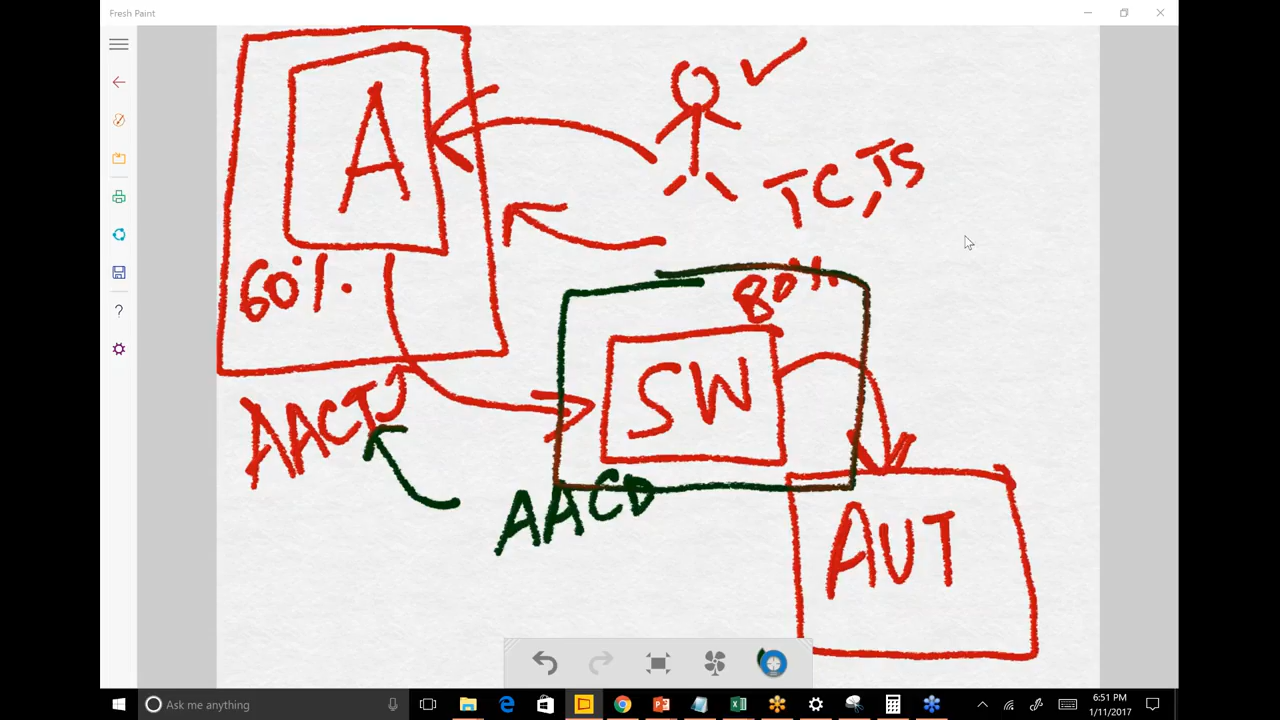 Fresh Paint
A
TC, TS
60%.
80%
SW
AACT
AACD
AUT
?
Ask me anything
6:51 PM
1/11/2017